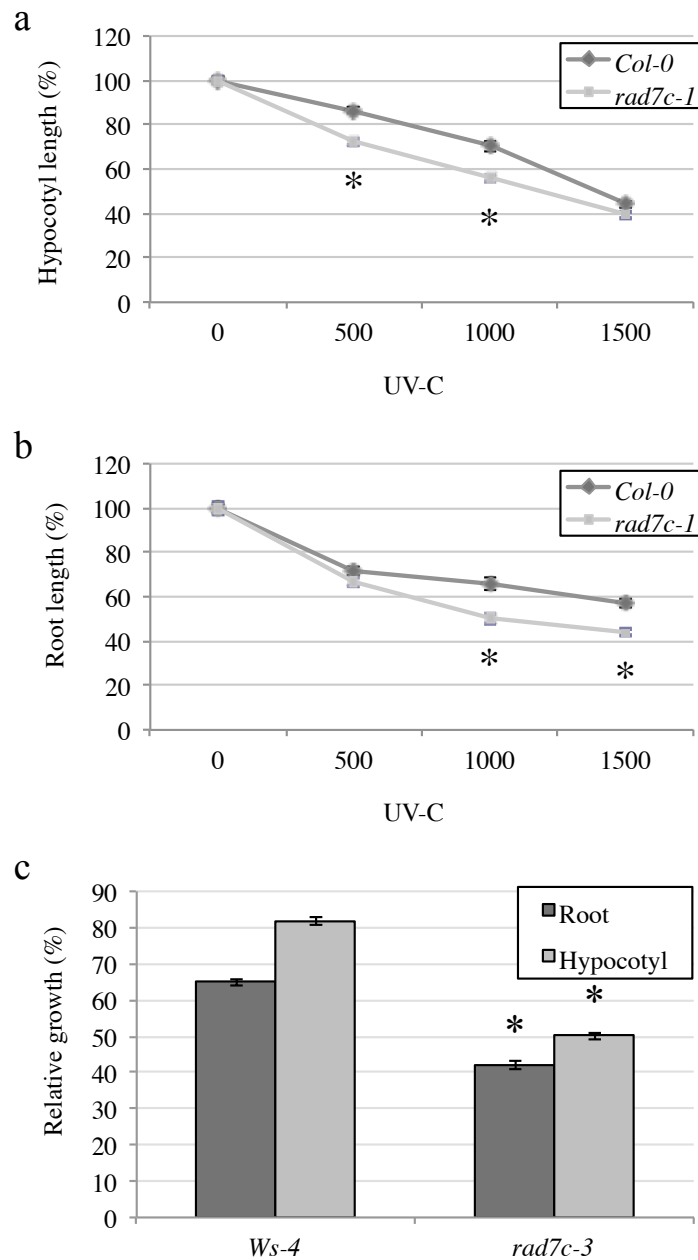 a
Hypocotyl length (%)
120
100
80
60
40
20
0
Col-0
rad7c-1
*
*
0 500 1000 1500
UV-C
b
Root length (%)
120
100
80
60
40
20
0
Col-0
rad7c-1
*
*
0 500 1000 1500
UV-C
c
Relative growth (%)
90
80
70
60
50
40
30
20
10
0
Root
Hypocotyl
*
*
Ws-4 rad7c-3